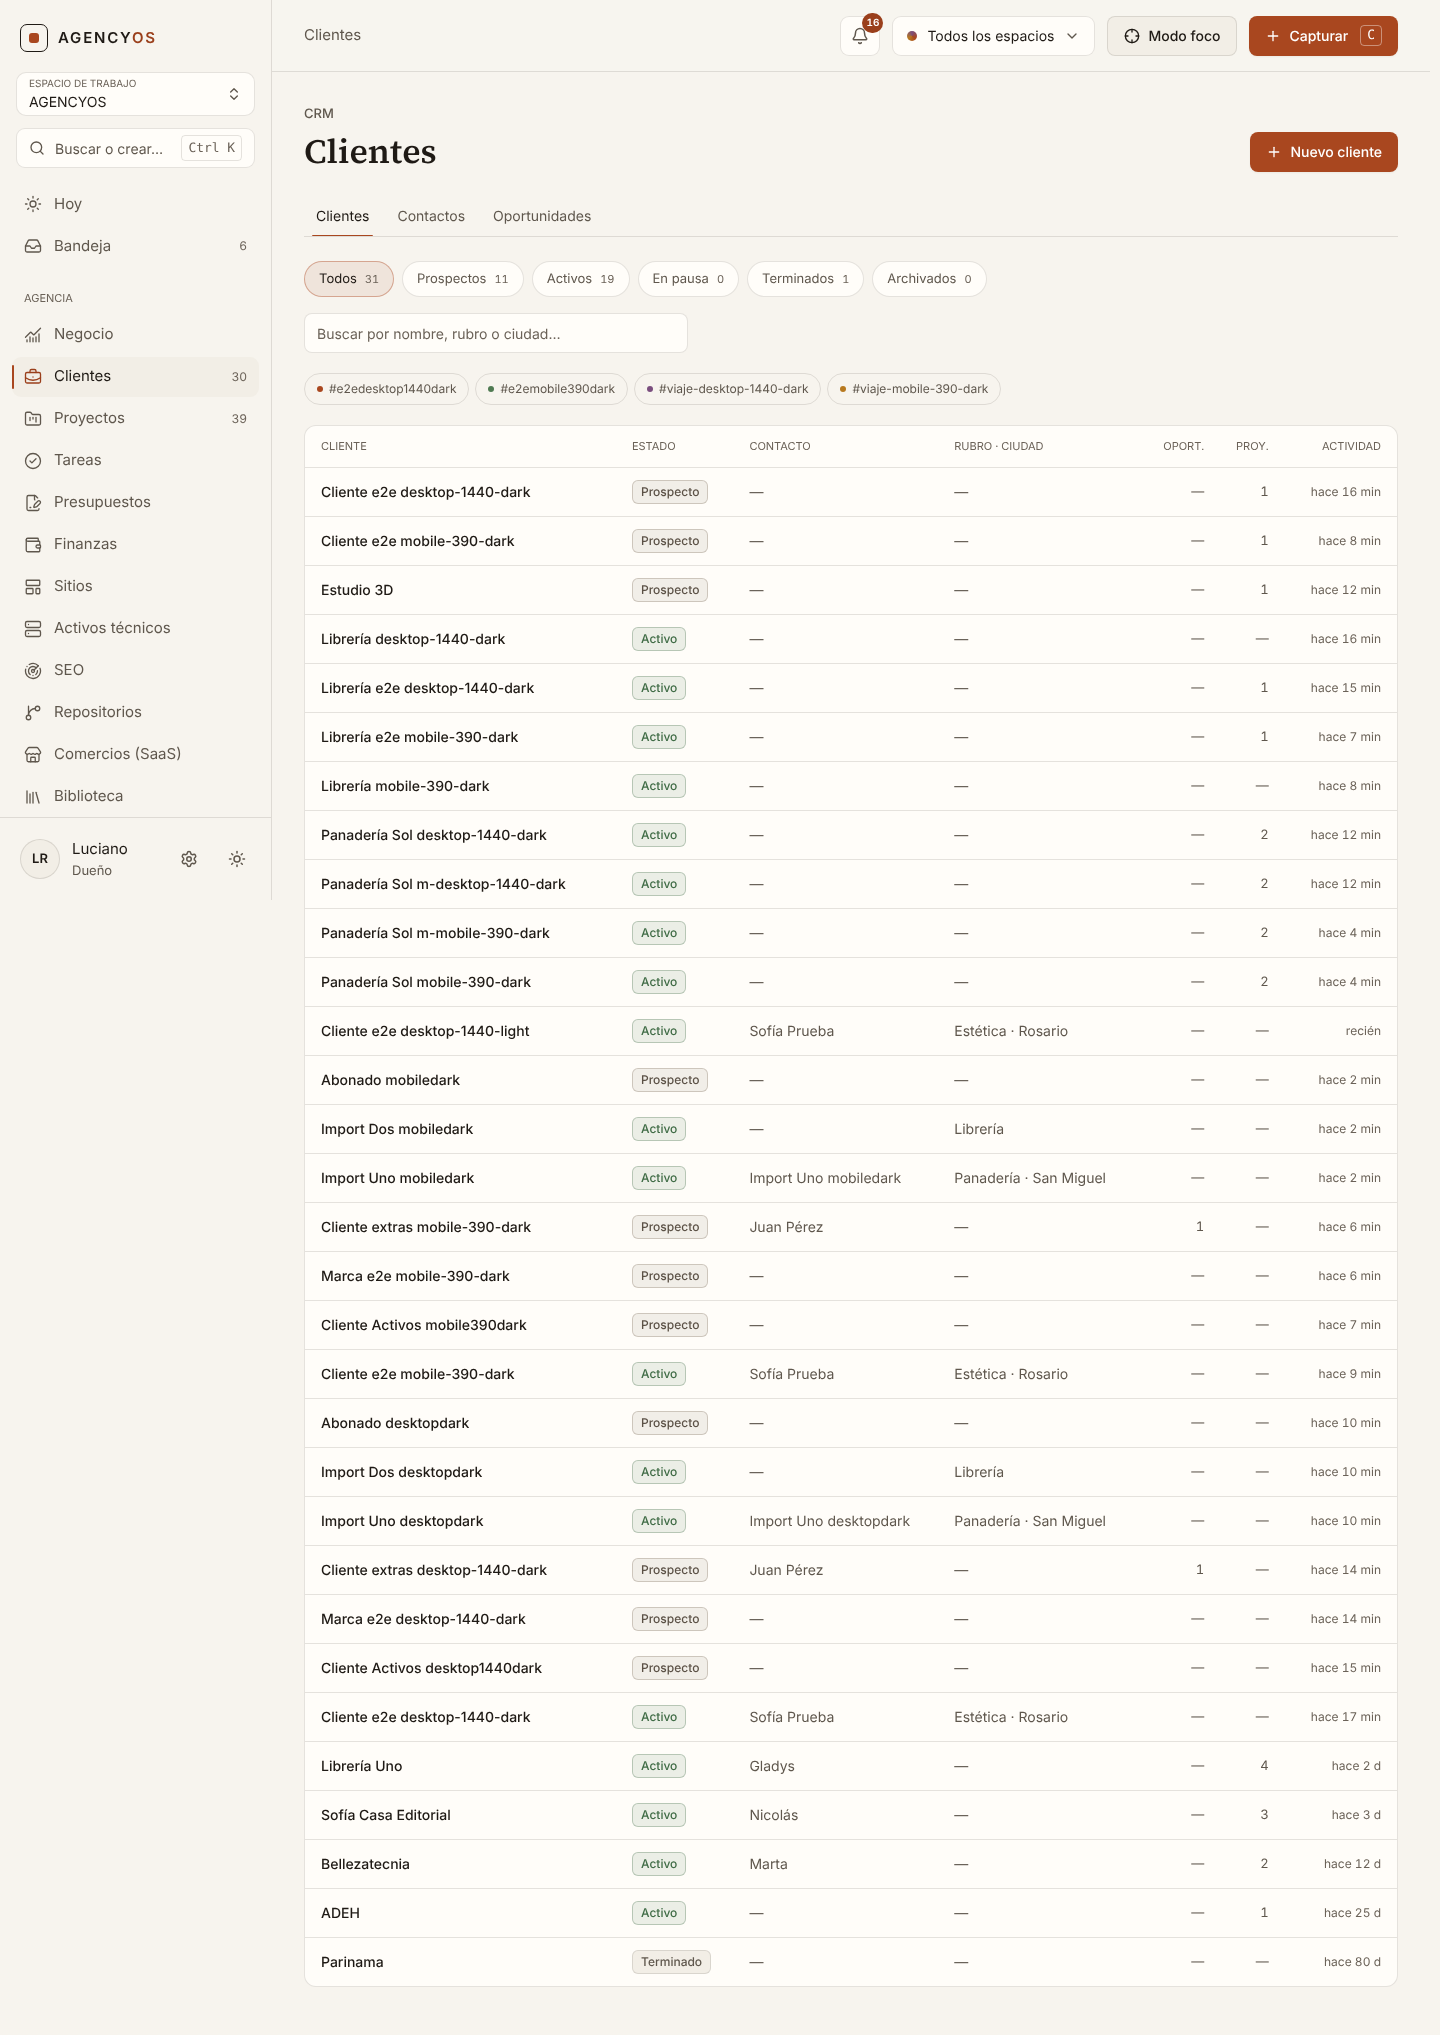 AGENCYOS
ESPACIO DE TRABAJO
AGENCYOS
Buscar o crear... Ctrl K
Hoy
Bandeja 6
AGENCIA
Negocio
Clientes 30
Proyectos 39
Tareas
Presupuestos
Finanzas
Sitios
Activos técnicos
SEO
Repositorios
Comercios (SaaS)
Biblioteca
LR Luciano
Dueño
Clientes 16 Todos los espacios Modo foco + Capturar C
CRM
Clientes + Nuevo cliente
Clientes Contactos Oportunidades
Todos 31 Prospectos 11 Activos 19 En pausa 0 Terminados 1 Archivados 0
Buscar por nombre, rubro o ciudad...
#e2edesktop1440dark #e2emobile390dark #viaje-desktop-1440-dark #viaje-mobile-390-dark
CLIENTE ESTADO CONTACTO RUBRO · CIUDAD OPORT. PROY. ACTIVIDAD
Cliente e2e desktop-1440-dark Prospecto — — — 1 hace 16 min
Cliente e2e mobile-390-dark Prospecto — — — 1 hace 8 min
Estudio 3D Prospecto — — — 1 hace 12 min
Librería desktop-1440-dark Activo — — — — hace 16 min
Librería e2e desktop-1440-dark Activo — — — 1 hace 15 min
Librería e2e mobile-390-dark Activo — — — 1 hace 7 min
Librería mobile-390-dark Activo — — — — hace 8 min
Panadería Sol desktop-1440-dark Activo — — — 2 hace 12 min
Panadería Sol m-desktop-1440-dark Activo — — — 2 hace 12 min
Panadería Sol m-mobile-390-dark Activo — — — 2 hace 4 min
Panadería Sol mobile-390-dark Activo — — — 2 hace 4 min
Cliente e2e desktop-1440-light Activo Sofía Prueba Estética · Rosario — — recién
Abonado mobiledark Prospecto — — — — hace 2 min
Import Dos mobiledark Activo — Librería — — hace 2 min
Import Uno mobiledark Activo Import Uno mobiledark Panadería · San Miguel — — hace 2 min
Cliente extras mobile-390-dark Prospecto Juan Pérez — 1 — hace 6 min
Marca e2e mobile-390-dark Prospecto — — — — hace 6 min
Cliente Activos mobile390dark Prospecto — — — — hace 7 min
Cliente e2e mobile-390-dark Activo Sofía Prueba Estética · Rosario — — hace 9 min
Abonado desktopdark Prospecto — — — — hace 10 min
Import Dos desktopdark Activo — Librería — — hace 10 min
Import Uno desktopdark Activo Import Uno desktopdark Panadería · San Miguel — — hace 10 min
Cliente extras desktop-1440-dark Prospecto Juan Pérez — 1 — hace 14 min
Marca e2e desktop-1440-dark Prospecto — — — — hace 14 min
Cliente Activos desktop1440dark Prospecto — — — — hace 15 min
Cliente e2e desktop-1440-dark Activo Sofía Prueba Estética · Rosario — — hace 17 min
Librería Uno Activo Gladys — — 4 hace 2 d
Sofía Casa Editorial Activo Nicolás — — 3 hace 3 d
Bellezatecnia Activo Marta — — 2 hace 12 d
ADEH Activo — — — 1 hace 25 d
Parinama Terminado — — — — hace 80 d